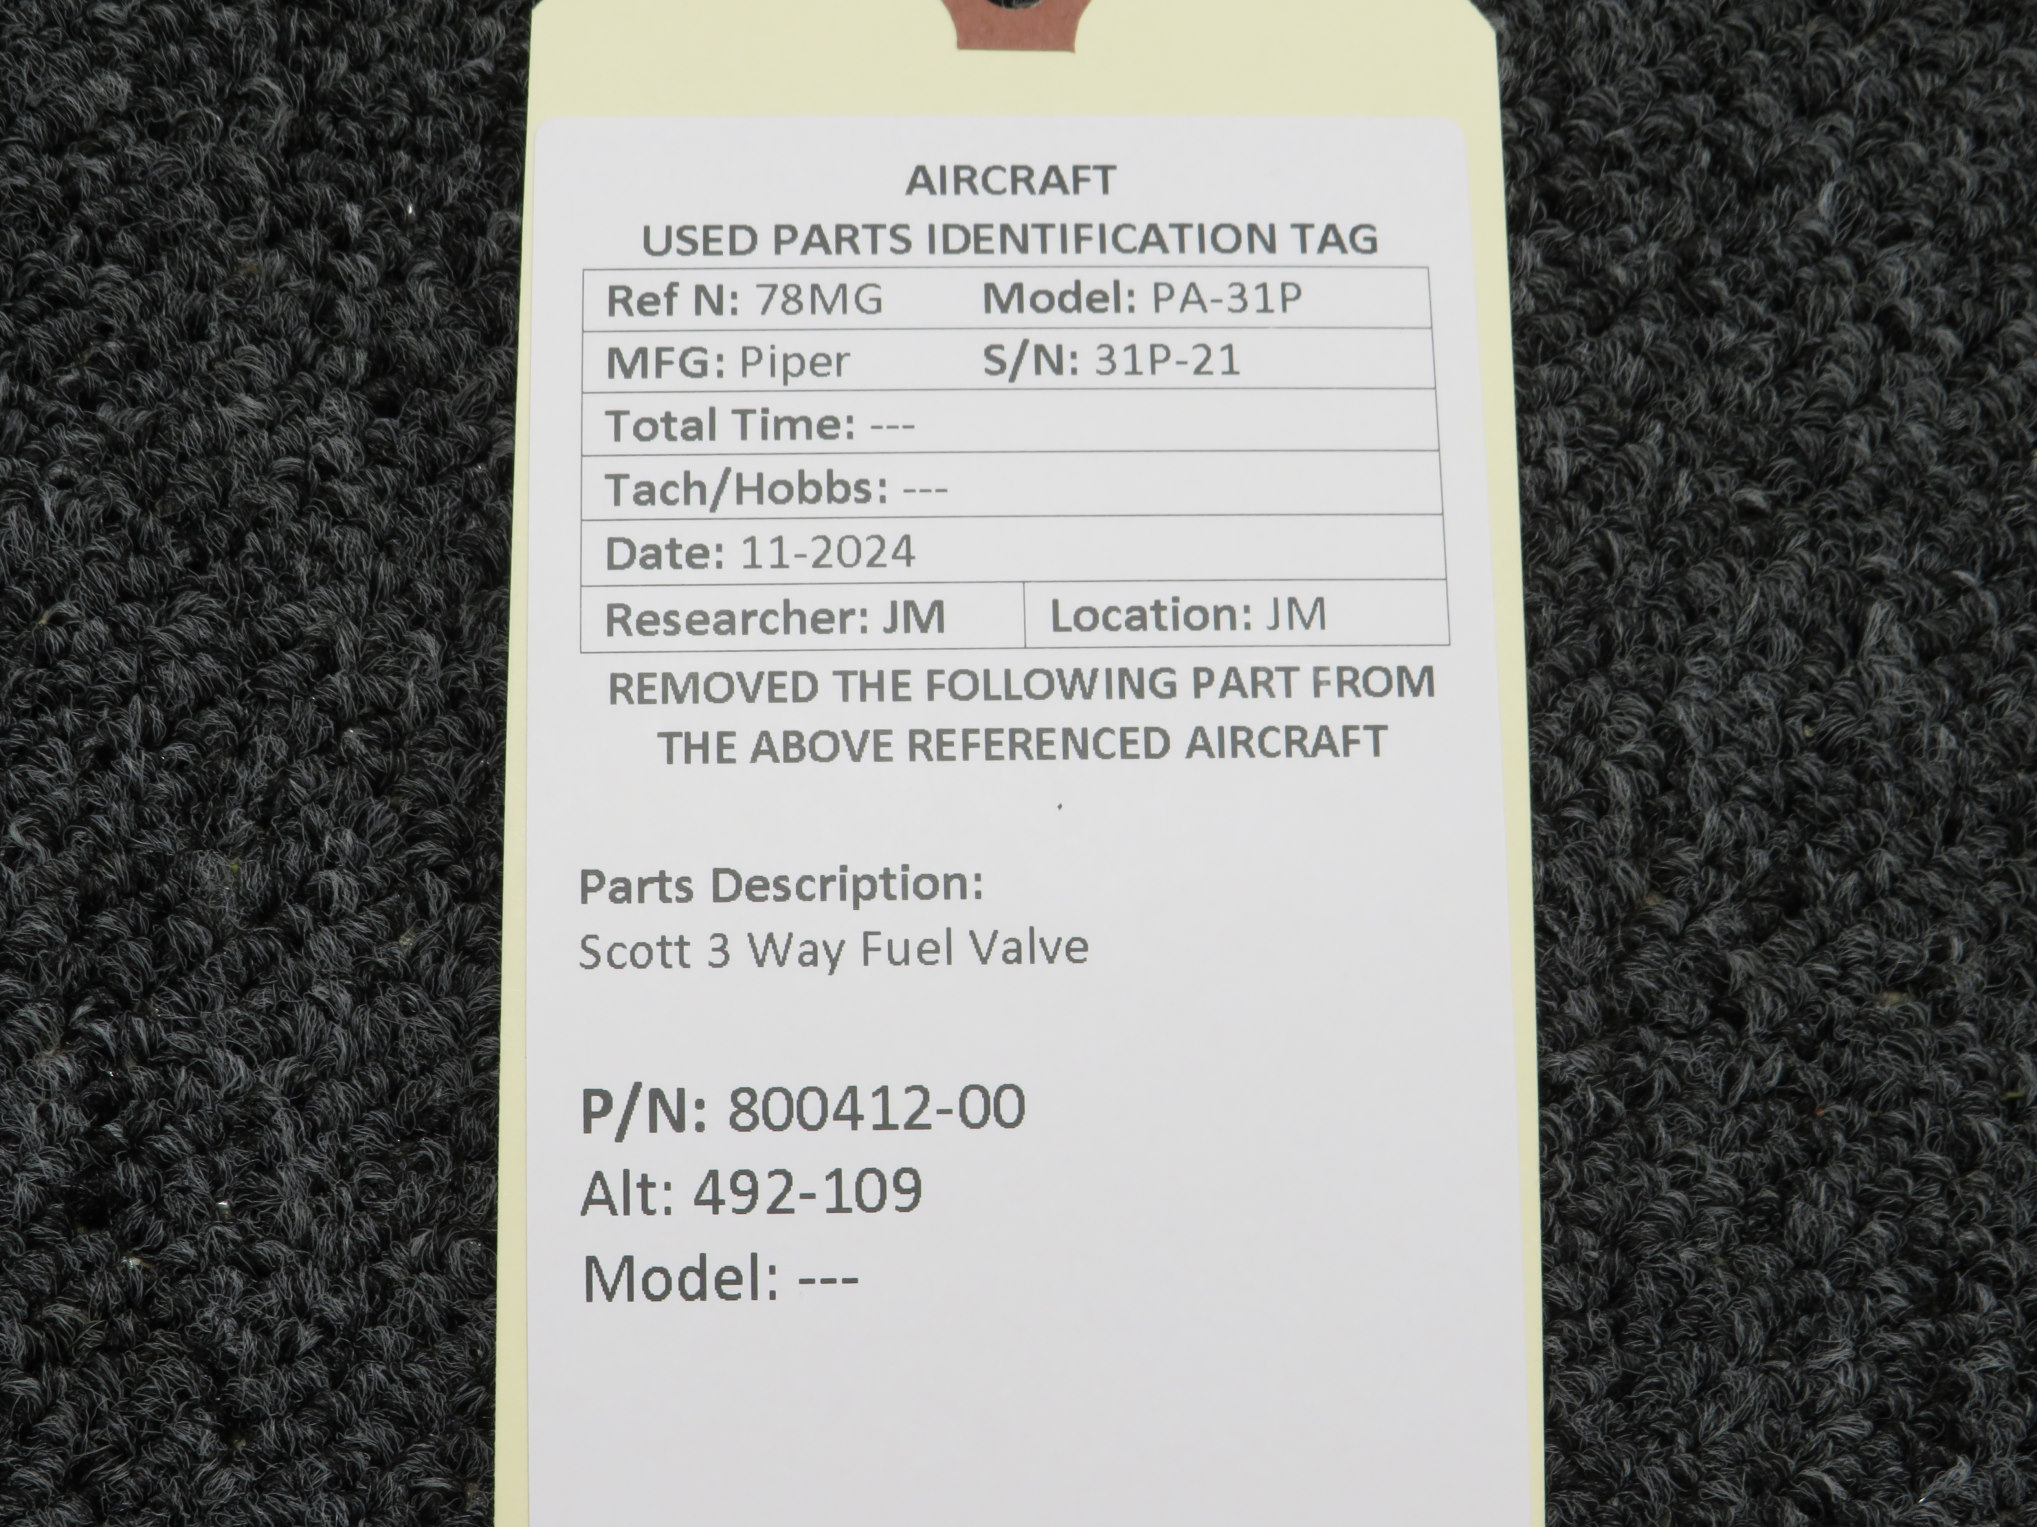 AIRCRAFT
USED PARTS IDENTIFICATION TAG
Ref N: 78MG Model: PA-31P
MFG: Piper S/N: 31P-21
Total Time: ---
Tach/Hobbs: ---
Date: 11-2024
Researcher: JM Location: JM
REMOVED THE FOLLOWING PART FROM
THE ABOVE REFERENCED AIRCRAFT
Parts Description:
Scott 3 Way Fuel Valve
P/N: 800412-00
Alt: 492-109
Model: ---